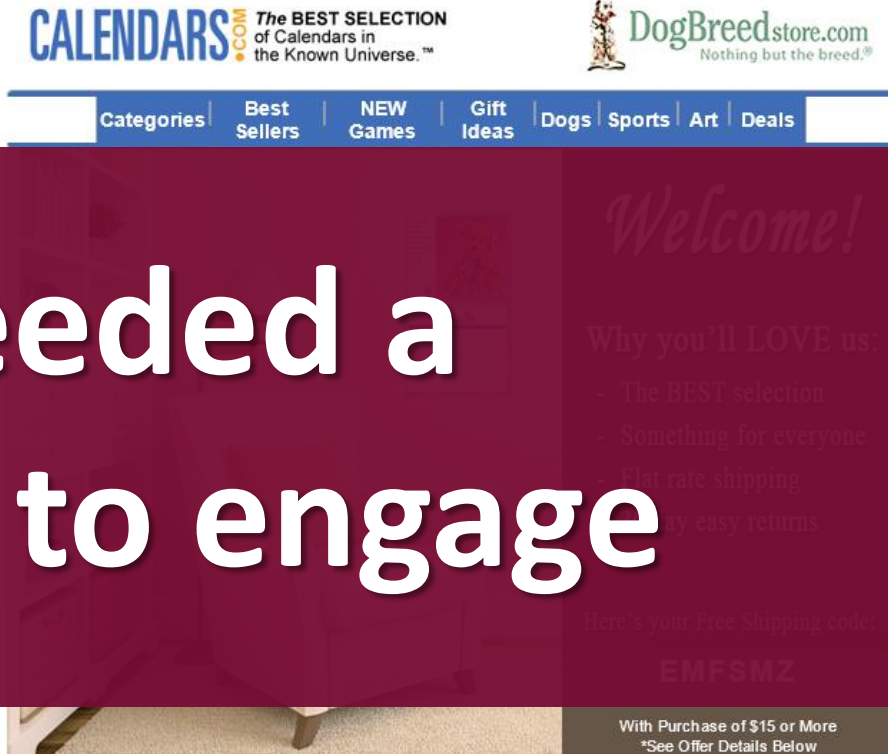 CALENDARS.COM
The BEST SELECTION
of Calendars in
the Known Universe.™
DogBreedstore.com
Nothing but the breed.®
Categories | Best Sellers | NEW Games | Gift Ideas | Dogs | Sports | Art | Deals
Welcome!
eeded a
Why you'll LOVE us:
- The BEST selection
- Something for everyone
to engage
- Flat rate shipping
ay easy returns
Here's your Free Shipping code:
EMFSMZ
With Purchase of $15 or More
*See Offer Details Below